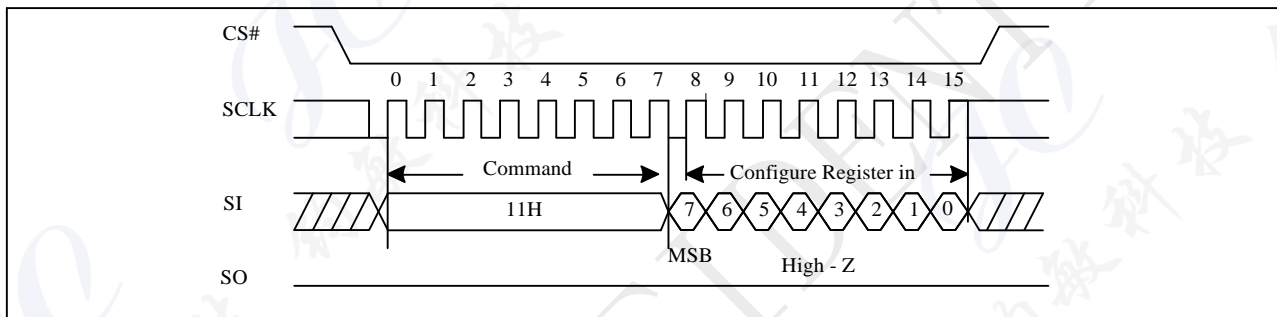 CS#
0 1 2 3 4 5 6 7 8 9 10 11 12 13 14 15
SCLK
Command Configure Register in
SI 11H 7 6 5 4 3 2 1 0
MSB High - Z
SO